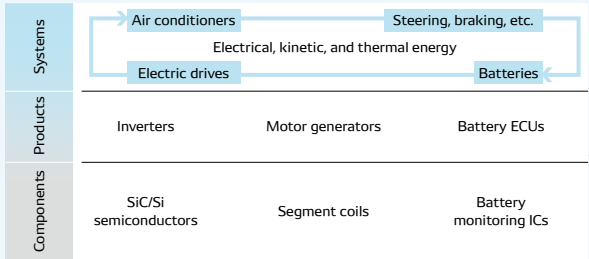 Systems
Air conditioners
Steering, braking, etc.
Electrical, kinetic, and thermal energy
Electric drives
Batteries
Products
Inverters
Motor generators
Battery ECUs
Components
SiC/Si
semiconductors
Segment coils
Battery
monitoring ICs